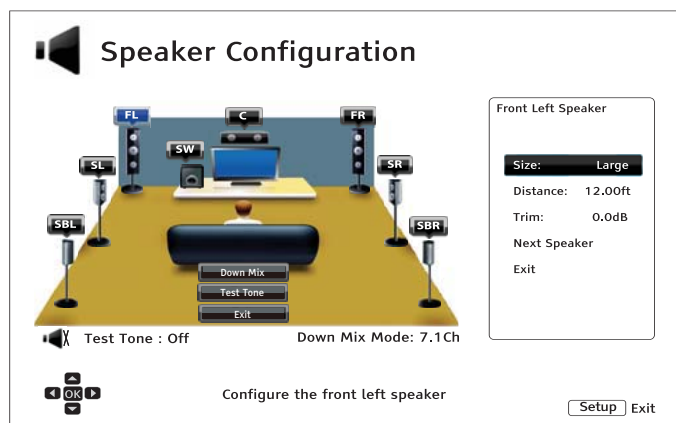 Speaker Configuration
FL
C
FR
SW
SL
SR
SBL
SBR
Down Mix
Test Tone
Exit
Test Tone : Off
Down Mix Mode: 7.1Ch
Front Left Speaker
Size: Large
Distance: 12.00ft
Trim: 0.0dB
Next Speaker
Exit
OK
Configure the front left speaker
Setup Exit